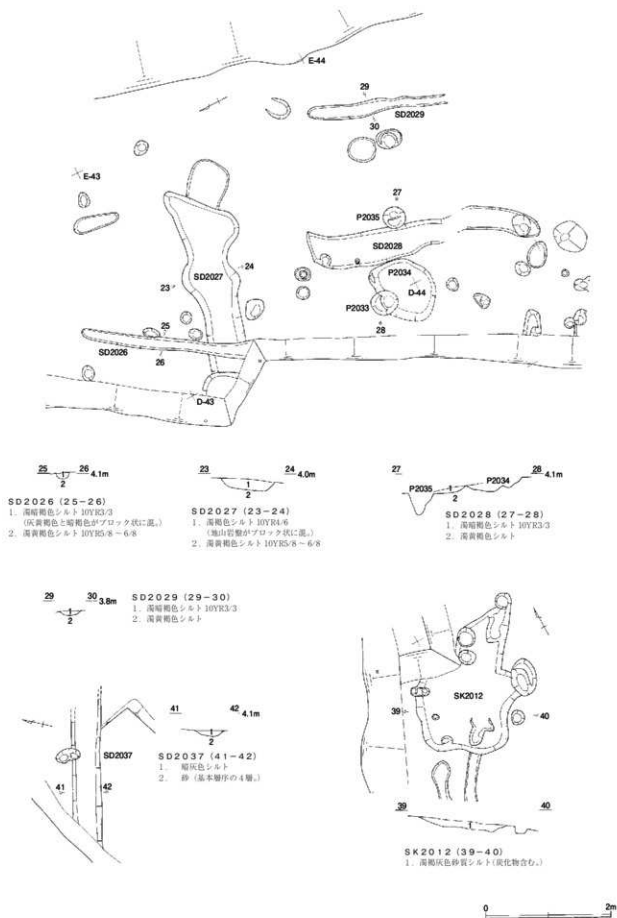 E-44
29
SD2029
30
E-43
27
P2035
SD2028
24
SD2027
P2034
23
D-44
P2033
25
28
SD2026
26
D-43
25 26 4.1m
1
2
SD2026 (25-26)
1. 濁暗褐色シルト 10YR3/3
(灰黄褐色と暗褐色がブロック状に混。)
2. 濁黄褐色シルト 10YR5/8～6/8
23 24 4.0m
1
2
SD2027 (23-24)
1. 濁褐色シルト 10YR4/6
(地山岩盤がブロック状に混。)
2. 濁黄褐色シルト 10YR5/8～6/8
27 28 4.1m
P2035 P2034
1
2
SD2028 (27-28)
1. 濁暗褐色シルト 10YR3/3
2. 濁黄褐色シルト
29 30 3.8m
1
2
SD2029 (29-30)
1. 濁暗褐色シルト 10YR3/3
2. 濁黄褐色シルト
SD2037
41 42
41 42 4.1m
1
2
SD2037 (41-42)
1. 暗灰色シルト
2. 砂 (基本層序の4層。)
SK2012
39 40
39 40
1
SK2012 (39-40)
1. 濁褐灰色砂質シルト (炭化物含む。)
0 2m